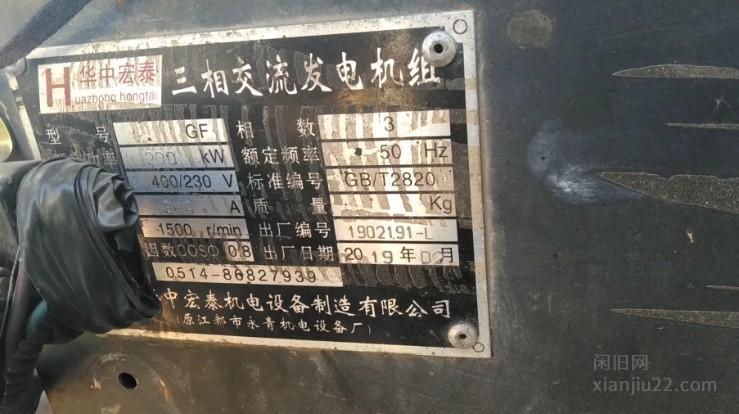 H 华中宏泰
uazhong hongtai
三相交流发电机组
型号 GF 相数 3
kW 额定频率 50 Hz
400/230 V 标准编号 GB/T2820
A 质量 Kg
1500 r/min 出厂编号 1902191-L
因数COSΦ 0.8 出厂日期 2019年02月
0514-86827939
中宏泰机电设备制造有限公司
(原江都市永青机电设备厂)
闲旧网
xianjiu22.com